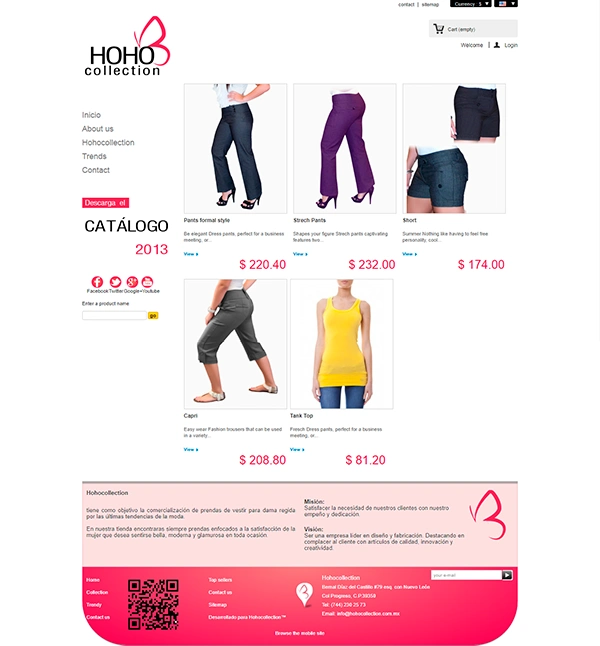 contact | sitemap
Currency : $
Cart (empty)
Welcome | Login
HOHO
collection
Inicio
About us
Hohocollection
Trends
Contact
Descarga el
CATÁLOGO
2013
Facebook Twitter Google+ Youtube
Enter a product name
go
Pants formal style
Be elegant Dress pants, perfect for a business
meeting, or...
View
$ 220.40
Strech Pants
Shapes your figure Strech pants captivating
features two...
View
$ 232.00
Short
Summer Nothing like having to feel free
personality, cool...
View
$ 174.00
Capri
Easy wear Fashion trousers that can be used
in a variety...
View
$ 208.80
Tank Top
French Dress pants, perfect for a business
meeting, or...
View
$ 81.20
Hohocollection
tiene como objetivo la comercialización de prendas de vestir para dama regida
por las últimas tendencias de la moda.
En nuestra tienda encontraras siempre prendas enfocados a la satisfacción de la
mujer que desea sentirse bella, moderna y glamurosa en toda ocasión.
Misión:
Satisfacer la necesidad de nuestros clientes con nuestro
empeño y dedicación
Visión:
Ser una empresa lider en diseño y fabricación. Destacando en
complacer al cliente con artículos de calidad, innovación y
creatividad.
Home
Collection
Trendy
Contact us
Top sellers
Contact us
Sitemap
Desarrollado para Hohocollection™
Hohocollection
Bernal Díaz del Castillo #79 esq. con Nuevo León
Col Progreso, C.P.39350
Tel: (744) 236 25 73
Email: info@hohocollection.com.mx
your e-mail
Browse the mobile site